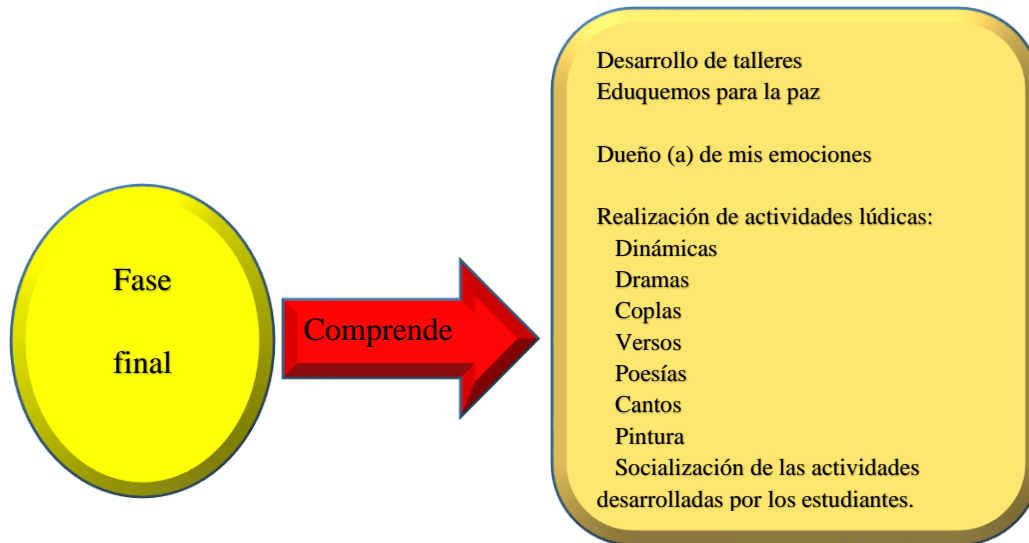 Fase
final
Comprende
Desarrollo de talleres
Eduquemos para la paz
Dueño (a) de mis emociones
Realización de actividades lúdicas:
Dinámicas
Dramas
Coplas
Versos
Poesías
Cantos
Pintura
Socialización de las actividades
desarrolladas por los estudiantes.